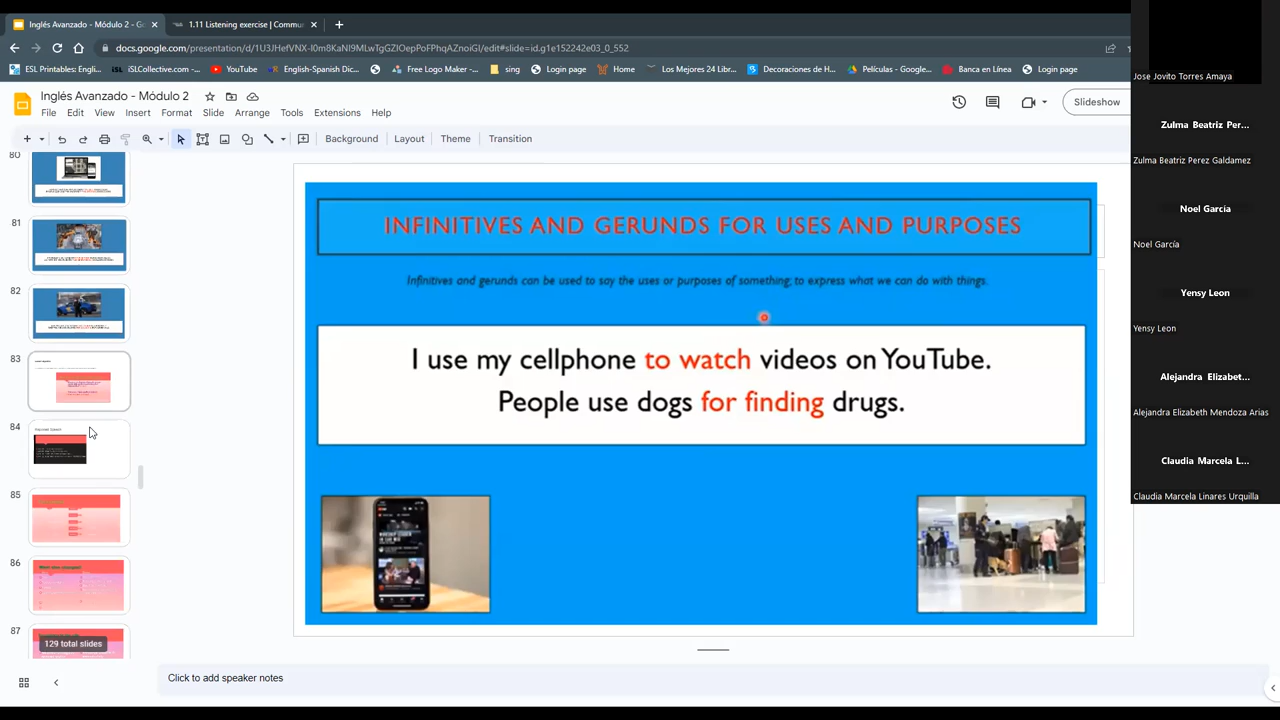 Inglés Avanzado - Módulo 2 - G
1.11 Listening exercise | Commu
docs.google.com/presentation/d/1U3JHefVNX-I0m8KaNI9MLwTgGZIOepPoFPhqAZnoiGI/edit#slide=id.g1e152242e03_0_552
ESL Printables: Engli...
iSLCollective.com -...
YouTube
English-Spanish Dic...
Free Logo Maker -...
sing
Login page
Home
Los Mejores 24 Libr...
Decoraciones de H...
Películas - Google...
Banca en Línea
Login page
Inglés Avanzado - Módulo 2
File Edit View Insert Format Slide Arrange Tools Extensions Help
Slideshow
Background
Layout
Theme
Transition
80
81
82
83
84
85
86
87
129 total slides
INFINITIVES AND GERUNDS FOR USES AND PURPOSES
Infinitives and gerunds can be used to say the uses or purposes of something, to express what we can do with things.
I use my cellphone to watch videos on YouTube.
People use dogs for finding drugs.
Click to add speaker notes
Jose Jovito Torres Amaya
Zulma Beatriz Per...
Zulma Beatriz Perez Galdamez
Noel Garcia
Noel García
Yensy Leon
Yensy Leon
Alejandra Elizabet...
Alejandra Elizabeth Mendoza Arias
Claudia Marcela L...
Claudia Marcela Linares Urquilla